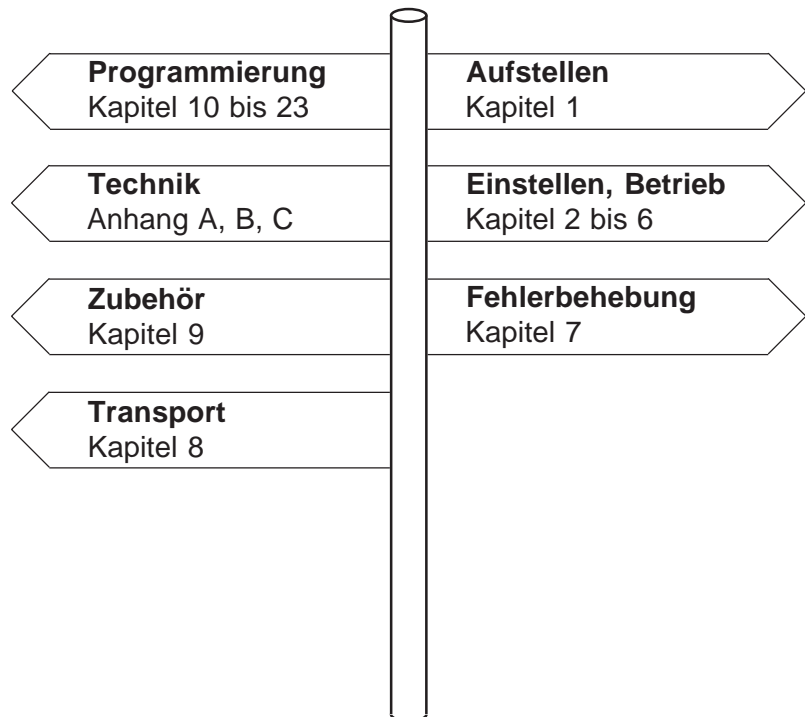 Programmierung
Kapitel 10 bis 23
Aufstellen
Kapitel 1
Technik
Anhang A, B, C
Einstellen, Betrieb
Kapitel 2 bis 6
Zubehör
Kapitel 9
Fehlerbehebung
Kapitel 7
Transport
Kapitel 8